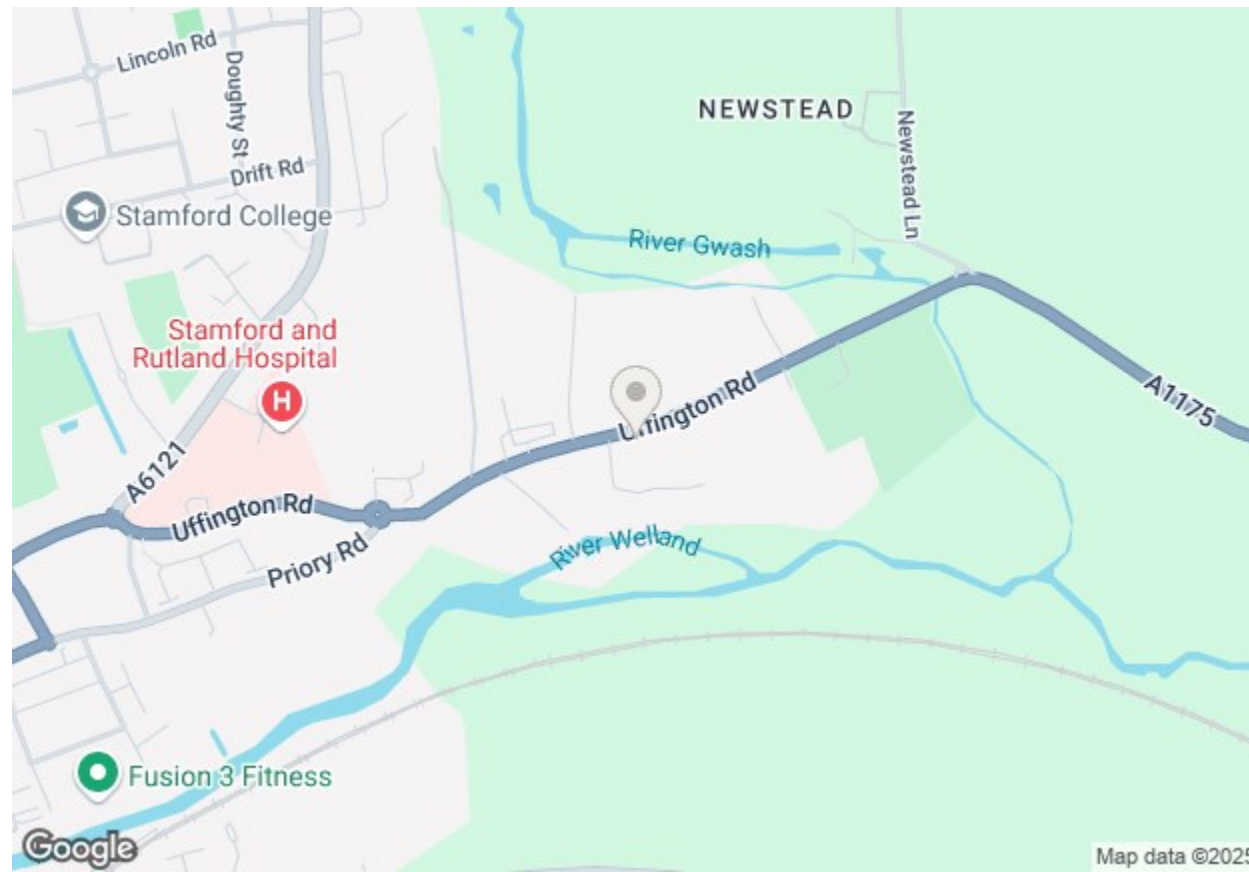 Lincoln Rd
Doughty St
NEWSTEAD
Newstead Ln
Drift Rd
Stamford College
River Gwash
Stamford and
Rutland Hospital
H
Uffington Rd
A1175
A6121
Uffington Rd
Priory Rd
River Welland
Fusion 3 Fitness
Google
Map data ©2025